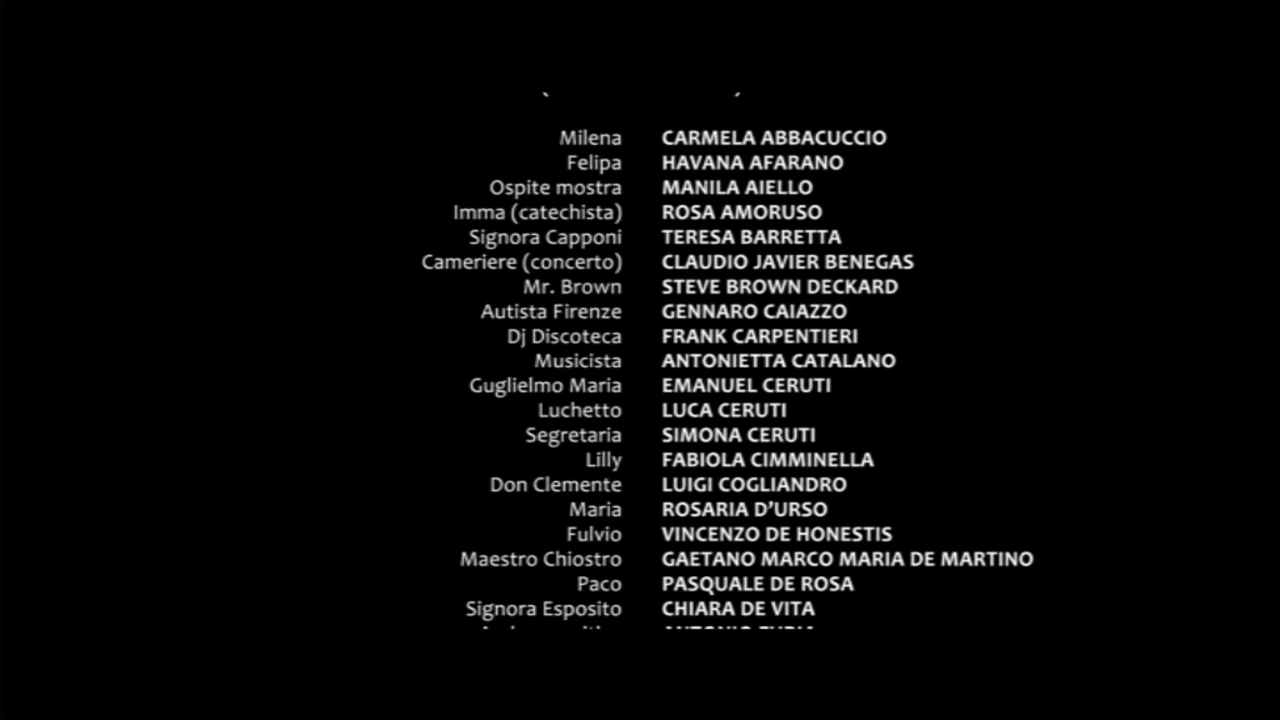 Milena CARMELA ABBACUCCIO
Felipa HAVANA AFARANO
Ospite mostra MANILA AIELLO
Imma (catechista) ROSA AMORUSO
Signora Capponi TERESA BARRETTA
Cameriere (concerto) CLAUDIO JAVIER BENEGAS
Mr. Brown STEVE BROWN DECKARD
Autista Firenze GENNARO CAIAZZO
Dj Discoteca FRANK CARPENTIERI
Musicista ANTONIETTA CATALANO
Guglielmo Maria EMANUEL CERUTI
Luchetto LUCA CERUTI
Segretaria SIMONA CERUTI
Lilly FABIOLA CIMMINELLA
Don Clemente LUIGI COGLIANDRO
Maria ROSARIA D’URSO
Fulvio VINCENZO DE HONESTIS
Maestro Chiostro GAETANO MARCO MARIA DE MARTINO
Paco PASQUALE DE ROSA
Signora Esposito CHIARA DE VITA